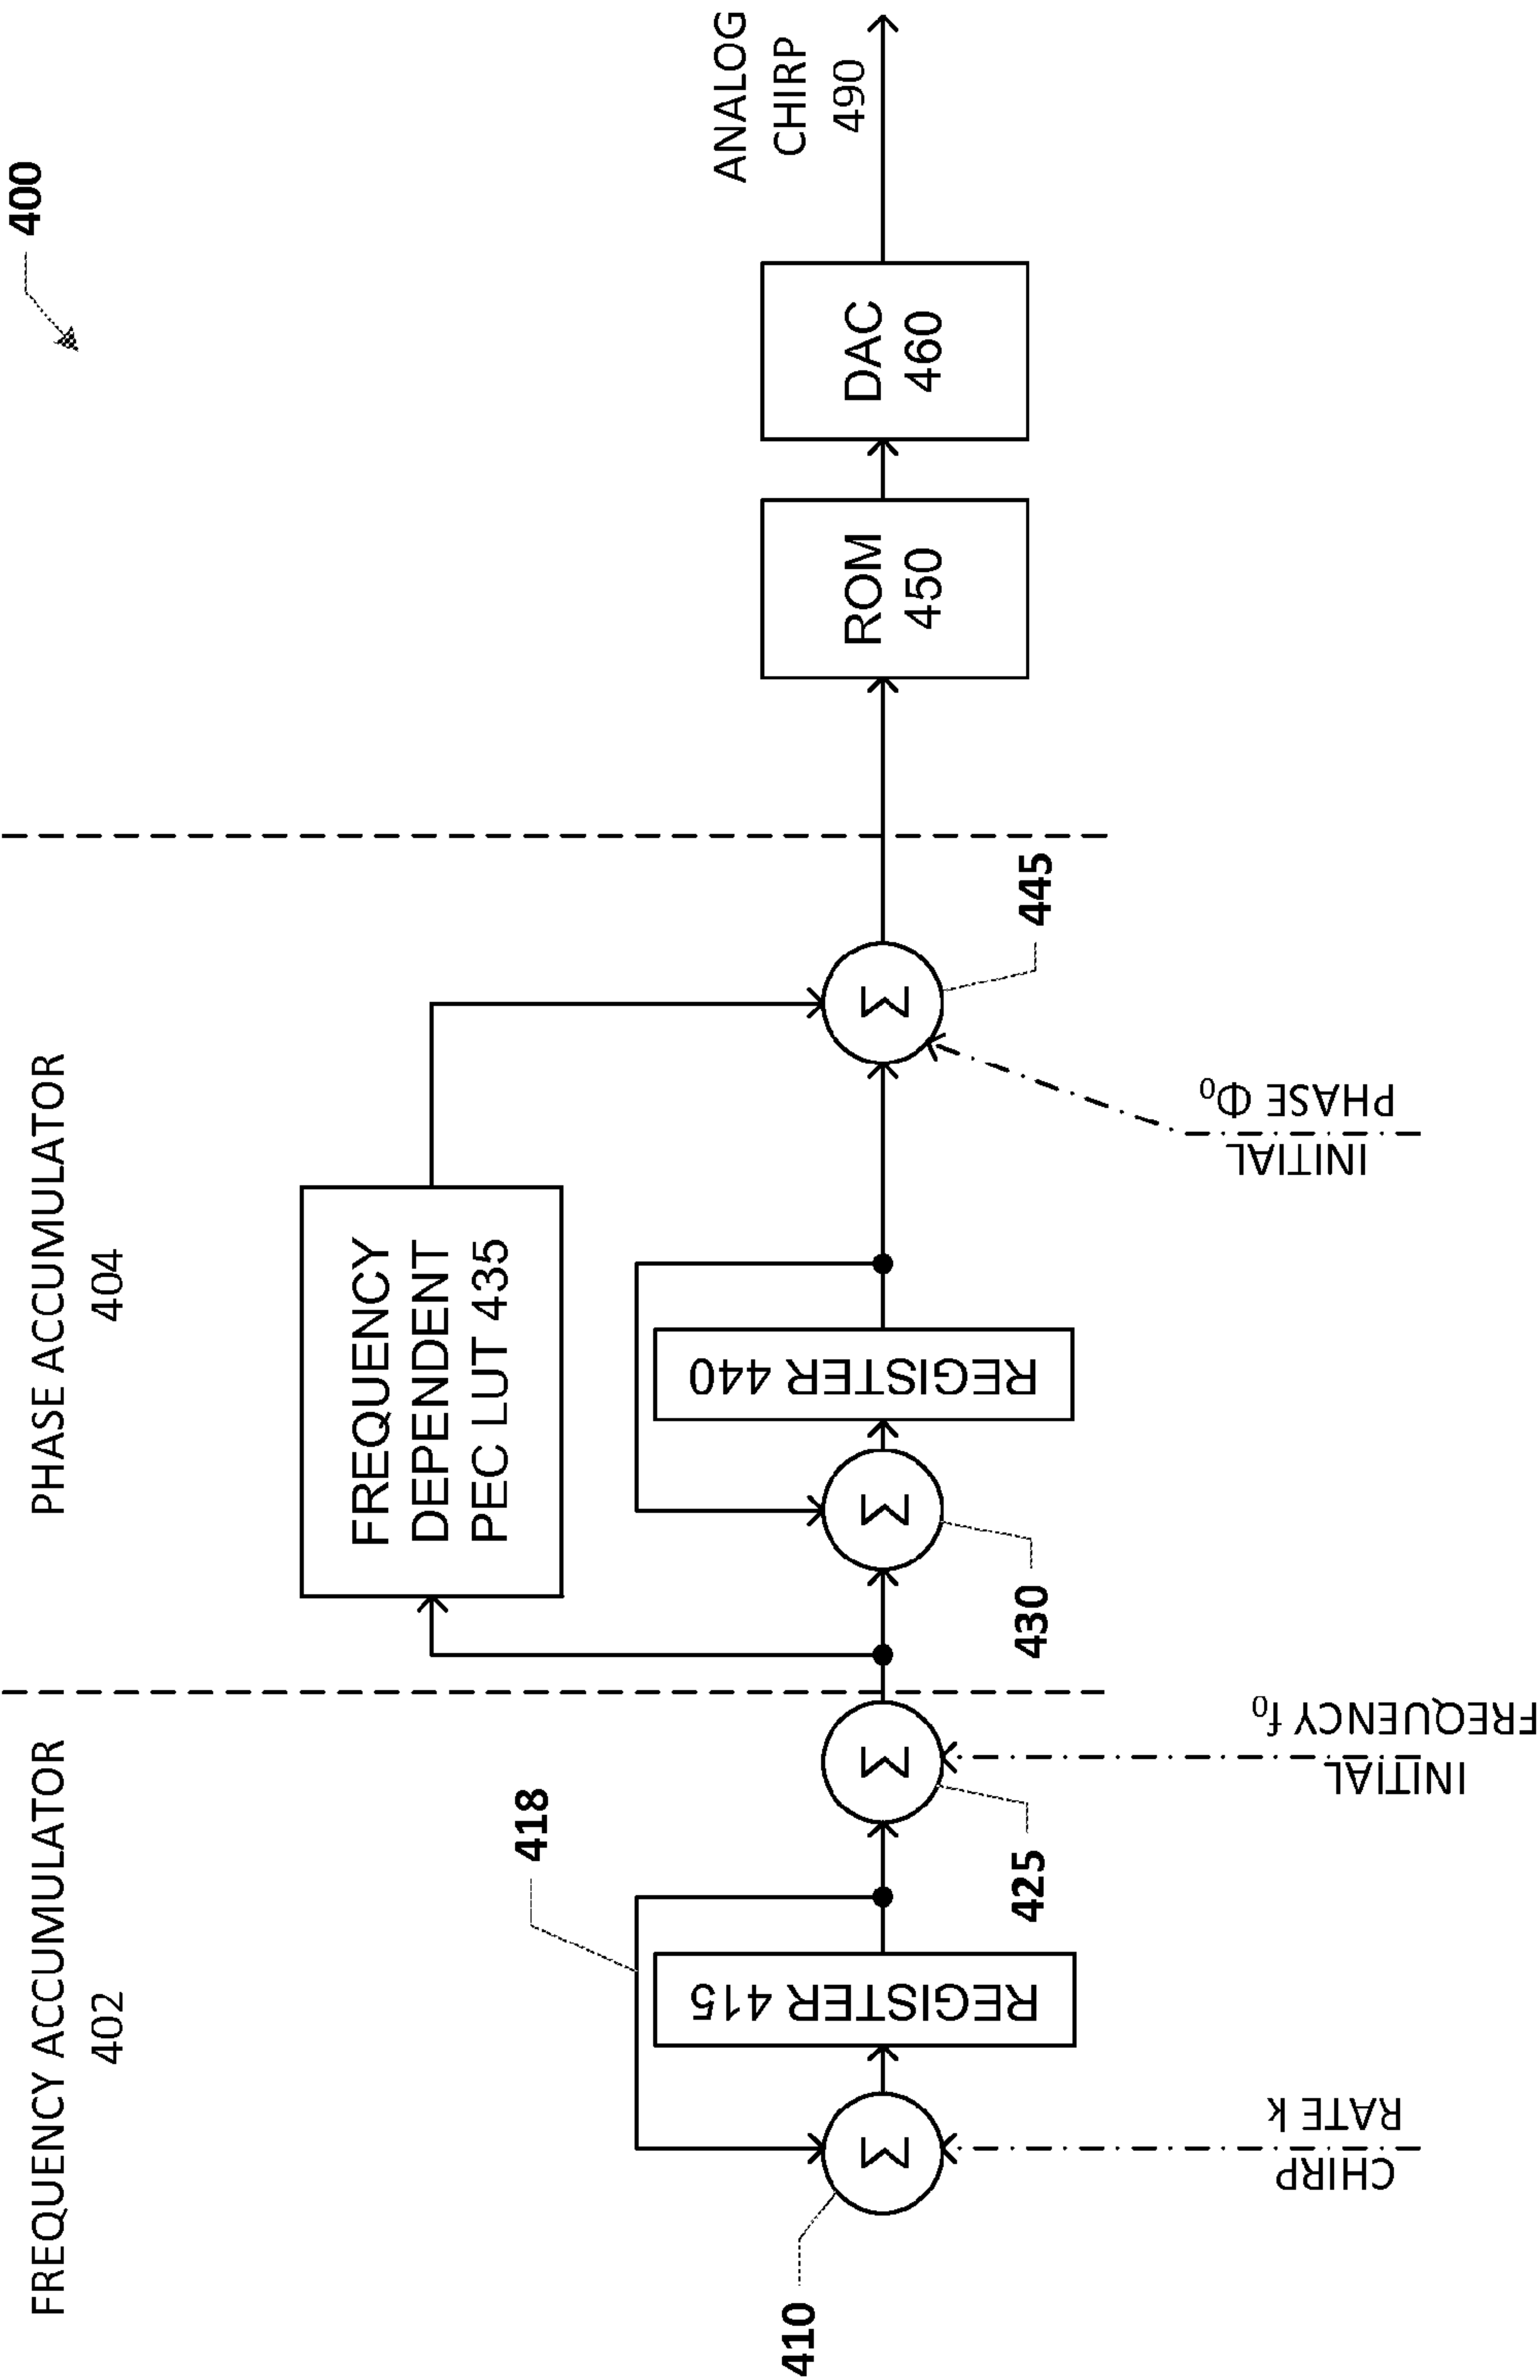 400
FREQUENCY ACCUMULATOR
402
PHASE ACCUMULATOR
404
418
FREQUENCY
DEPENDENT
PEC LUT 435
ANALOG
CHIRP
490
410
Σ
REGISTER 415
Σ
425
Σ
430
REGISTER 440
Σ
445
ROM
450
DAC
460
CHIRP
RATE k
INITIAL
FREQUENCY f₀
INITIAL
PHASE Φ₀